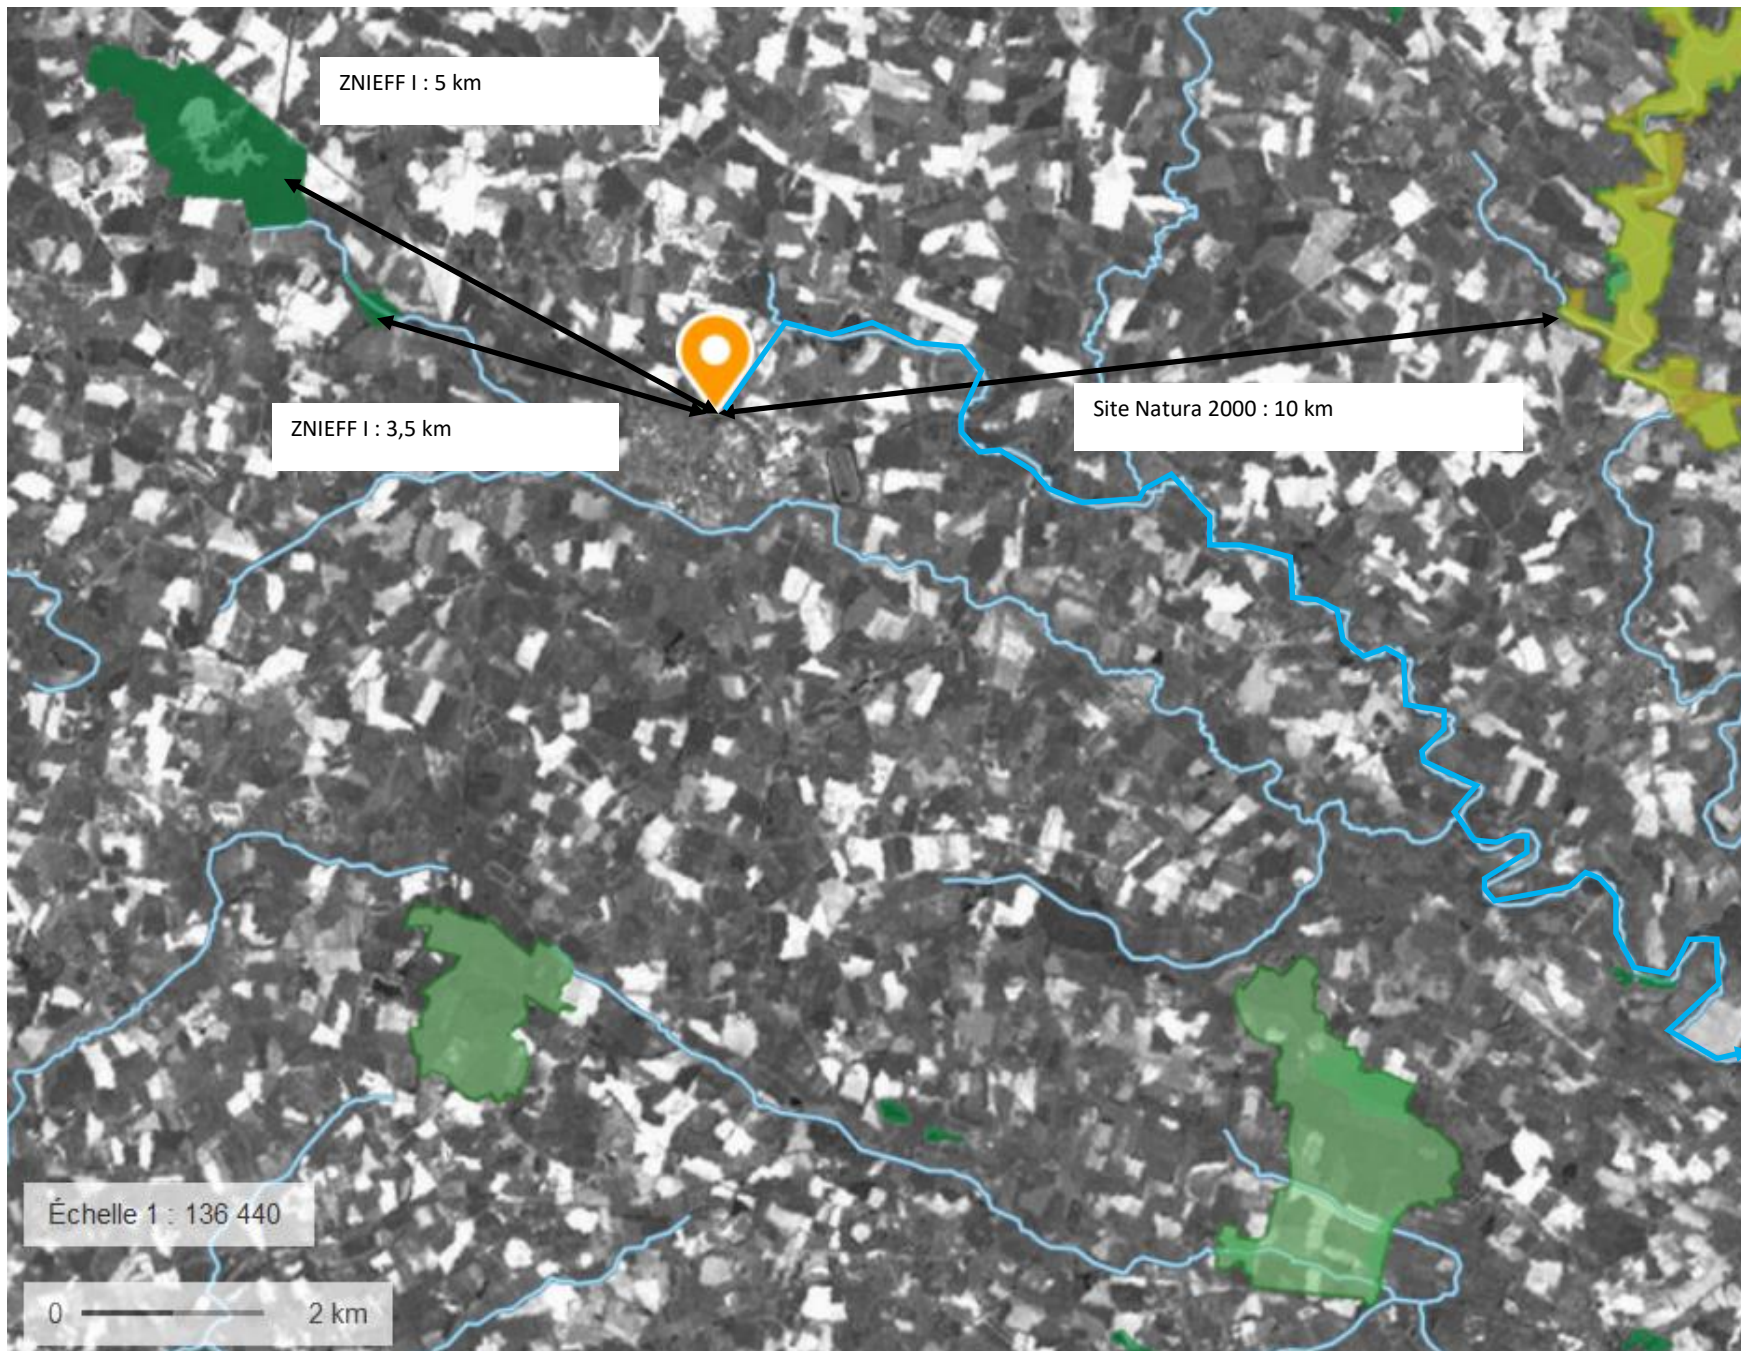 ZNIEFF I : 5 km
ZNIEFF I : 3,5 km
Site Natura 2000 : 10 km
Échelle 1 : 136 440
0 2 km